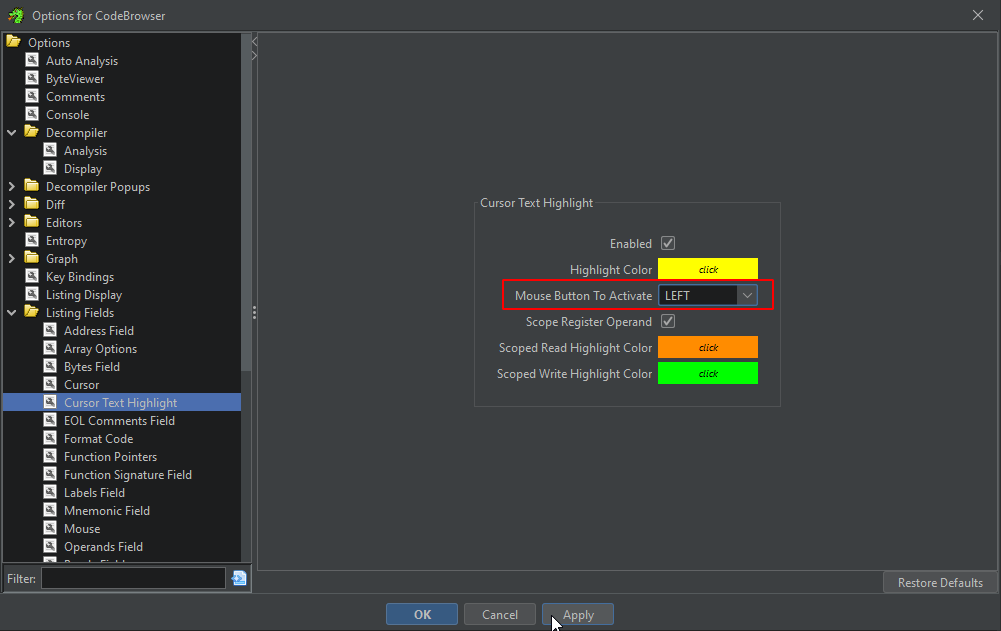 Options for CodeBrowser
Options
Auto Analysis
ByteViewer
Comments
Console
Decompiler
Analysis
Display
Decompiler Popups
Diff
Editors
Entropy
Graph
Key Bindings
Listing Display
Listing Fields
Address Field
Array Options
Bytes Field
Cursor
Cursor Text Highlight
EOL Comments Field
Format Code
Function Pointers
Function Signature Field
Labels Field
Mnemonic Field
Mouse
Operands Field
Filter:
Cursor Text Highlight
Enabled
Highlight Color click
Mouse Button To Activate LEFT
Scope Register Operand
Scoped Read Highlight Color click
Scoped Write Highlight Color click
Restore Defaults
OK Cancel Apply